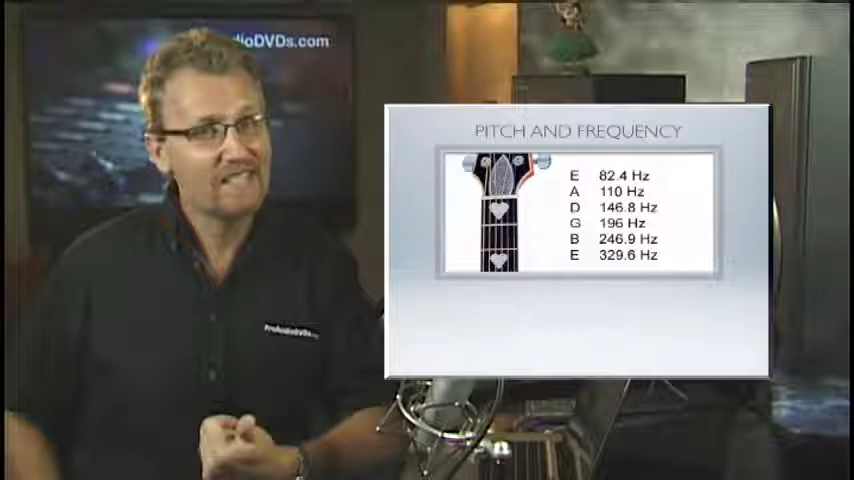 dioDVDs.com
PITCH AND FREQUENCY
E 82.4 Hz
A 110 Hz
D 146.8 Hz
G 196 Hz
B 246.9 Hz
E 329.6 Hz
ProAudioDVDs